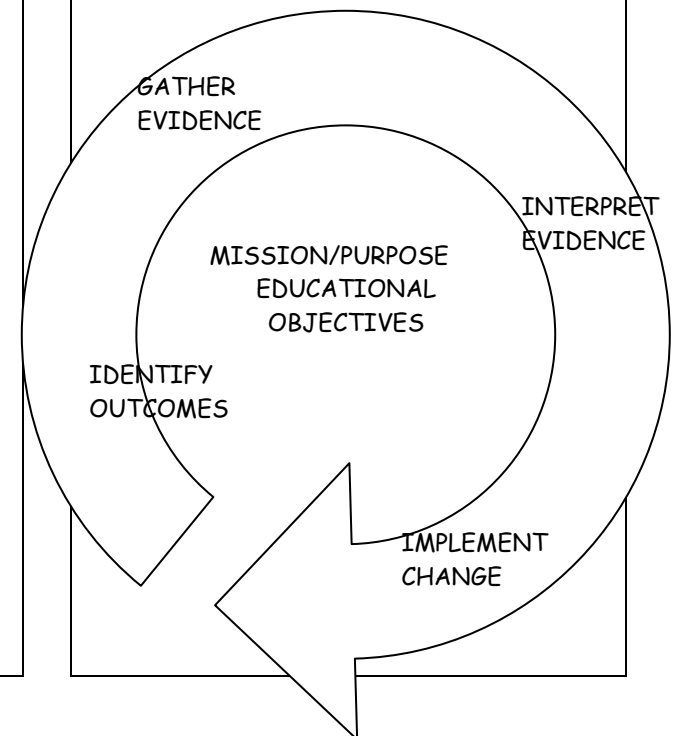 GATHER
EVIDENCE
INTERPRET
EVIDENCE
MISSION/PURPOSE
EDUCATIONAL
OBJECTIVES
IDENTIFY
OUTCOMES
IMPLEMENT
CHANGE